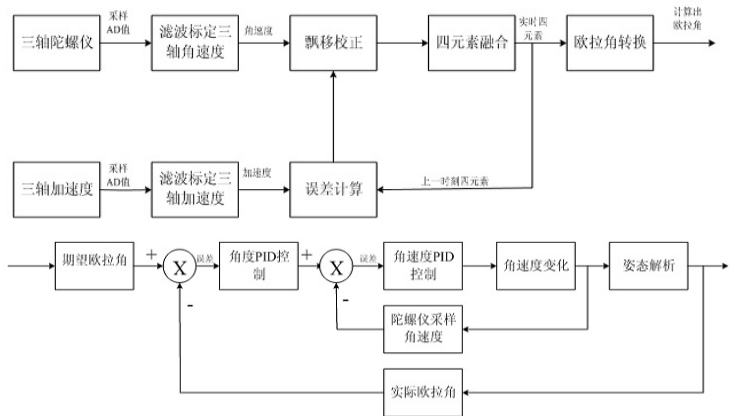 三轴陀螺仪
采样
AD值
滤波标定三
轴角速度
角速度
飘移校正
四元素融合
实时四
元素
欧拉角转换
计算出
欧拉角
三轴加速度
采样
AD值
滤波标定三
轴加速度
加速度
误差计算
上一时刻四元素
期望欧拉角
+
X
误差
角度PID控
制
+
X
误差
角速度PID
控制
角速度变化
姿态解析
-
-
陀螺仪采样
角速度
实际欧拉角